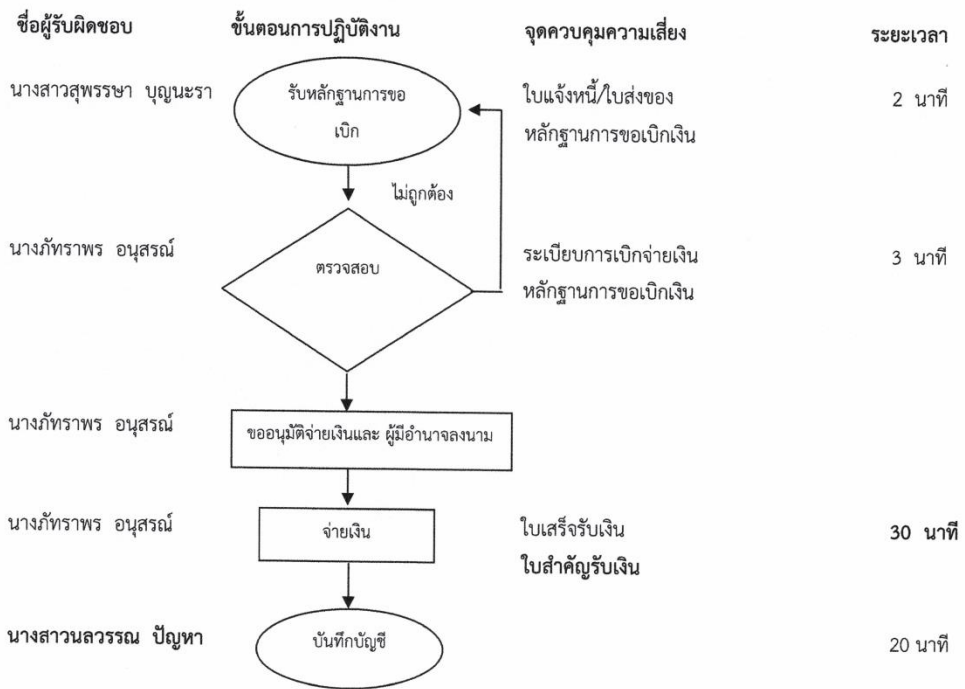 ชื่อผู้รับผิดชอบ ขั้นตอนการปฏิบัติงาน จุดควบคุมความเสี่ยง ระยะเวลา
นางสาวสุพรรษา บุญนะรา รับหลักฐานการขอ ใบแจ้งหนี้/ใบส่งของ 2 นาที
เบิก หลักฐานการขอเบิกเงิน
ไม่ถูกต้อง
นางภัทราพร อนุสรณ์ ตรวจสอบ ระเบียบการเบิกจ่ายเงิน 3 นาที
หลักฐานการขอเบิกเงิน
นางภัทราพร อนุสรณ์ ขออนุมัติจ่ายเงินและ ผู้มีอำนาจลงนาม
นางภัทราพร อนุสรณ์ จ่ายเงิน ใบเสร็จรับเงิน 30 นาที
ใบสำคัญรับเงิน
นางสาวนลวรรณ ปัญหา บันทึกบัญชี 20 นาที